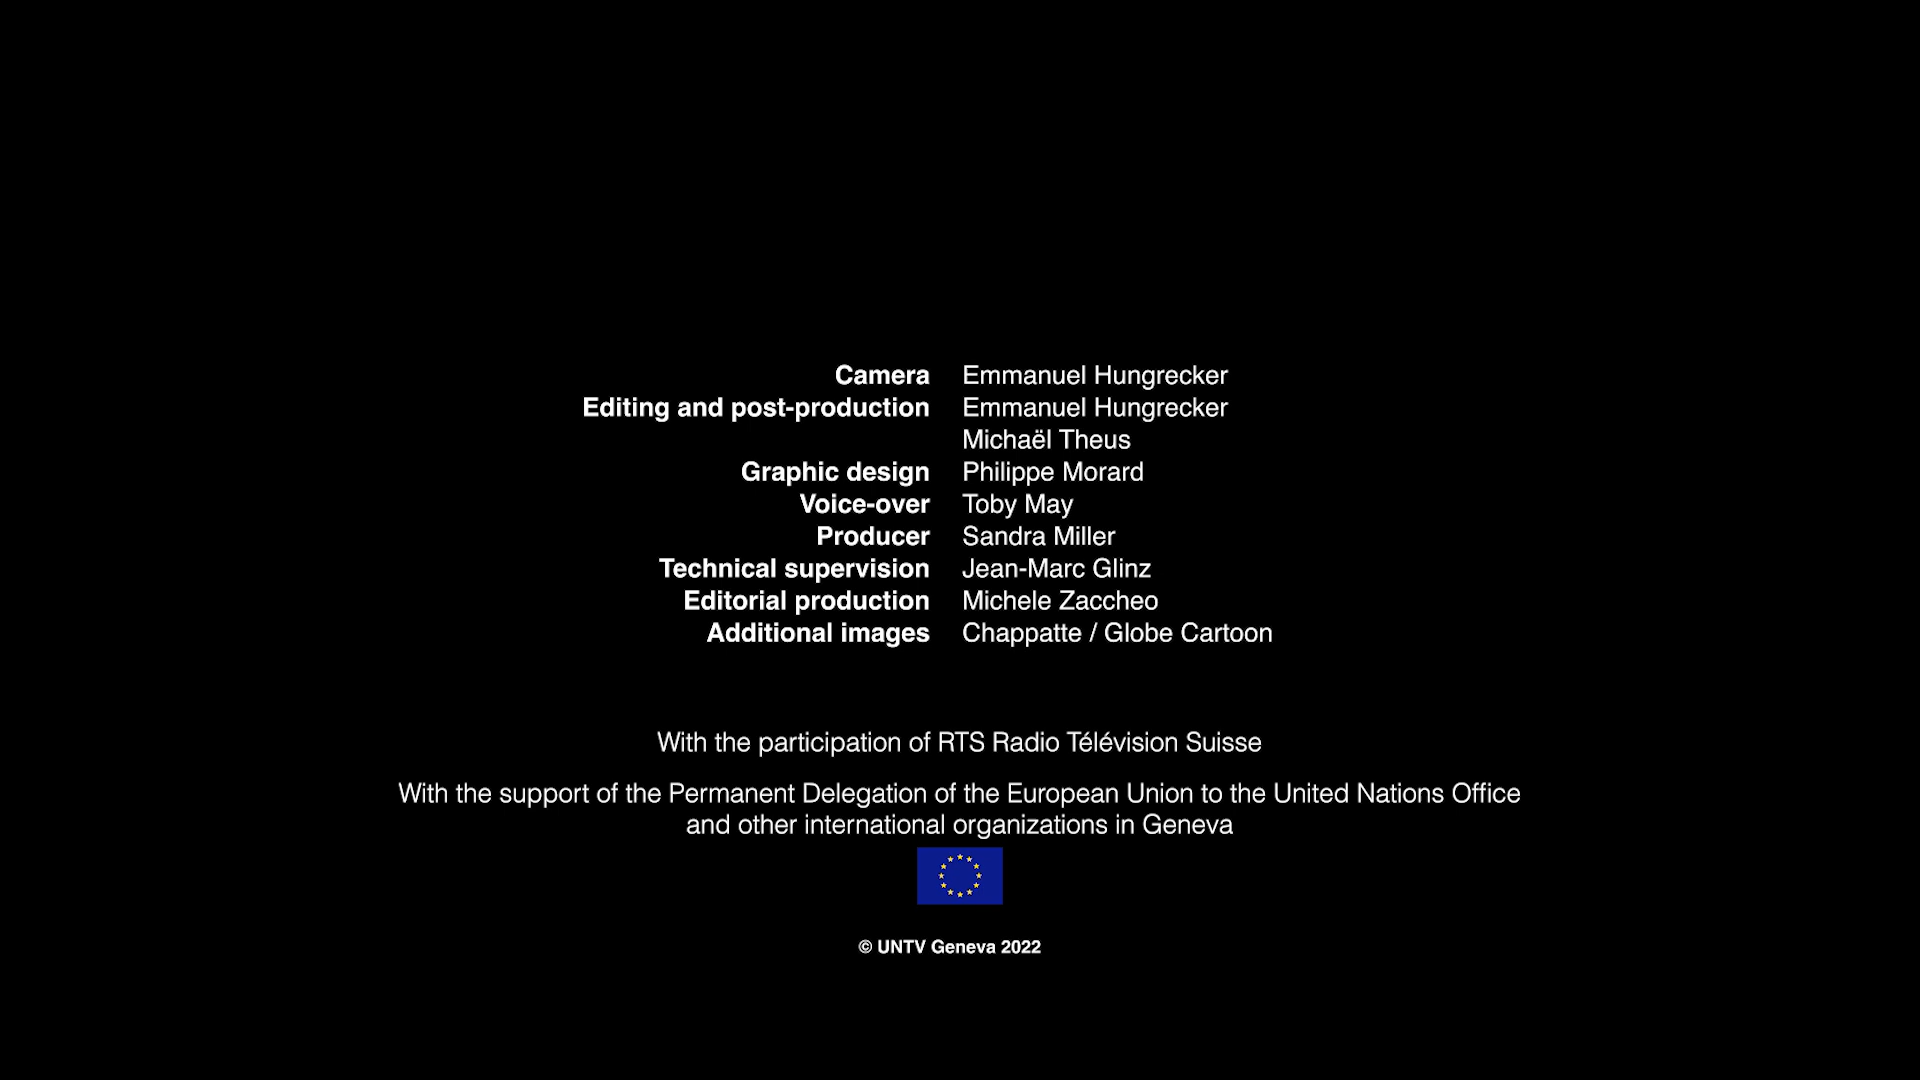 Camera Emmanuel Hungrecker
Editing and post-production Emmanuel Hungrecker
Michaël Theus
Graphic design Philippe Morard
Voice-over Toby May
Producer Sandra Miller
Technical supervision Jean-Marc Glinz
Editorial production Michele Zaccheo
Additional images Chappatte / Globe Cartoon
With the participation of RTS Radio Télévision Suisse
With the support of the Permanent Delegation of the European Union to the United Nations Office
and other international organizations in Geneva
© UNTV Geneva 2022